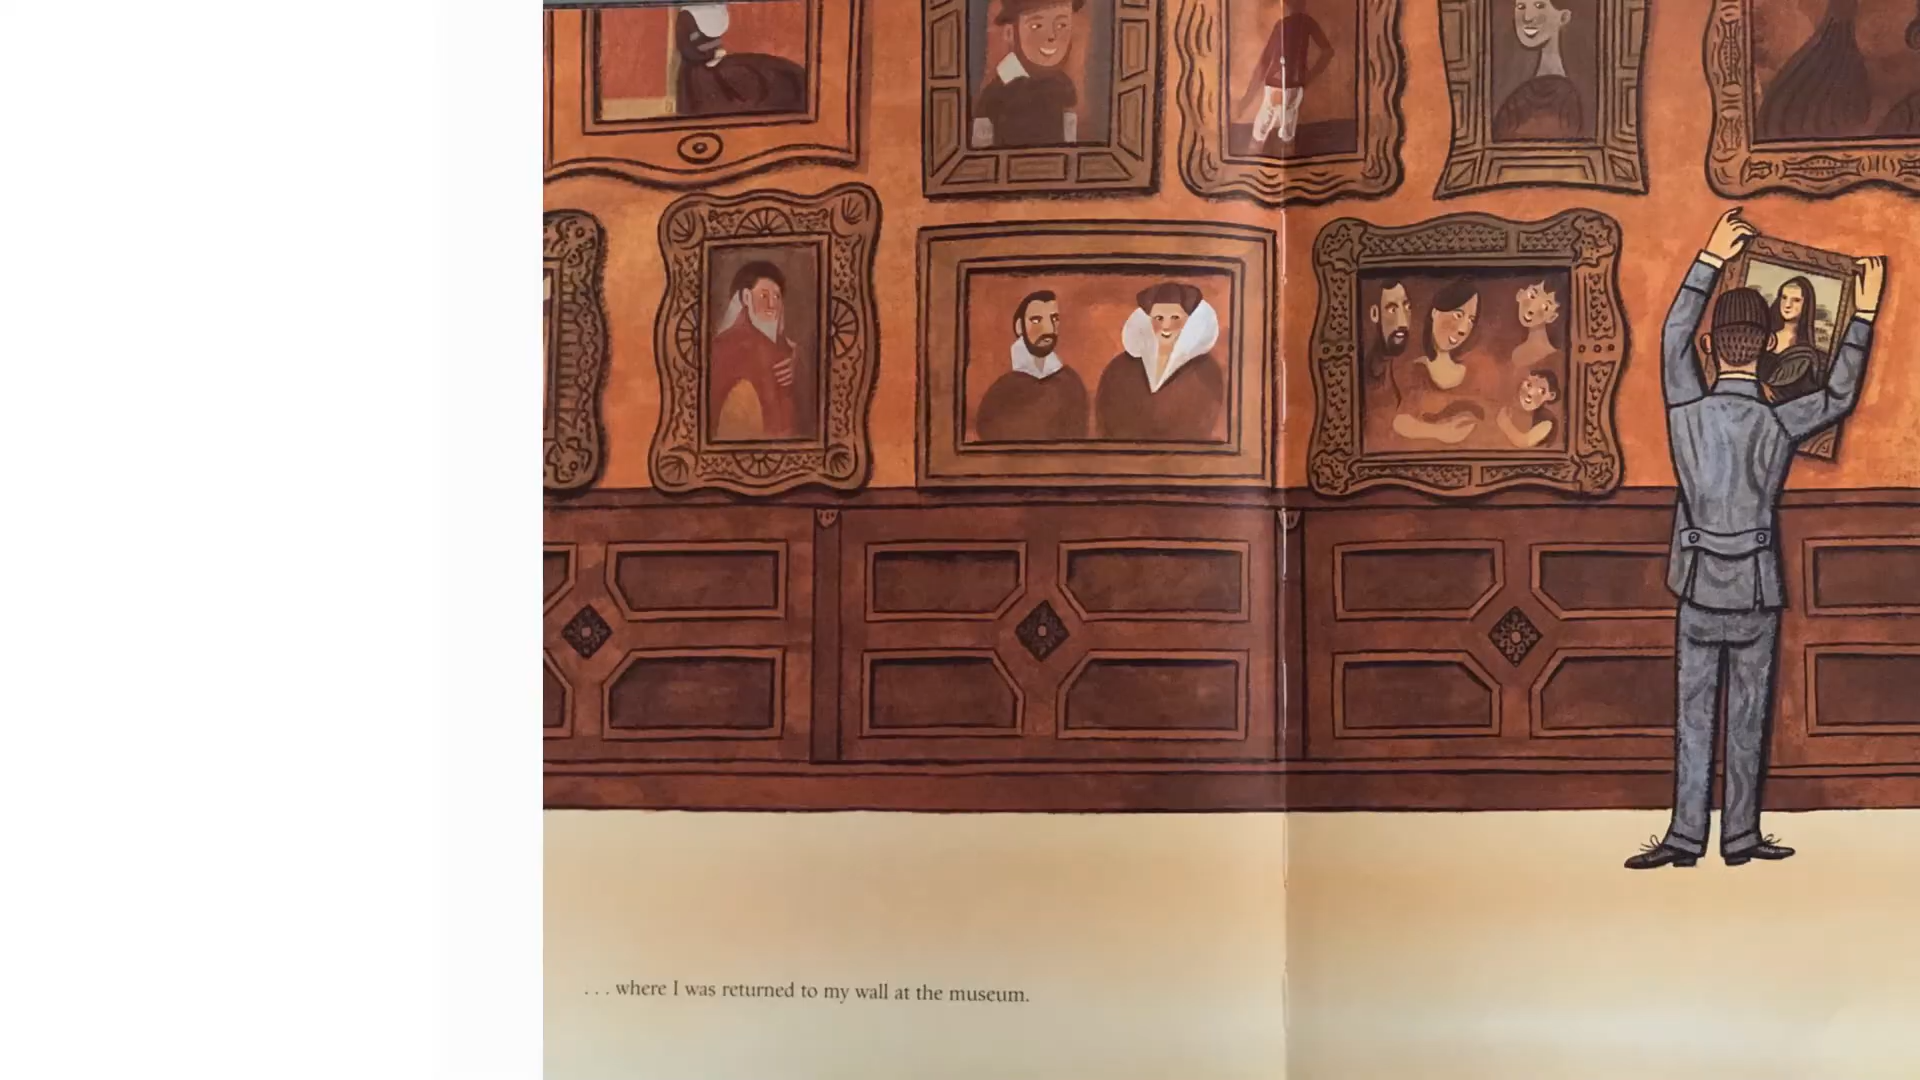 . . . where I was returned to my wall at the museum.